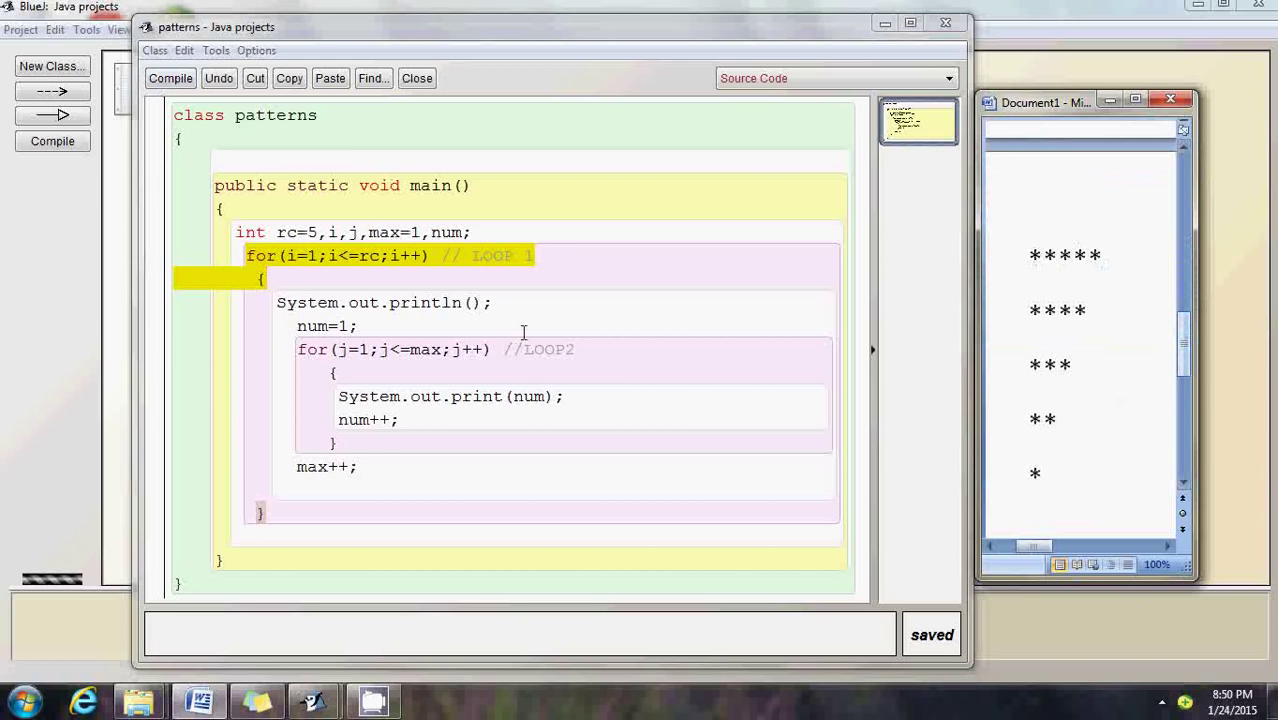 BlueJ: Java projects
Project Edit Tools View
New Class...
Compile
patterns - Java projects
Class Edit Tools Options
Compile Undo Cut Copy Paste Find... Close Source Code
class patterns
{
public static void main()
{
int rc=5,i,j,max=1,num;
for(i=1;i<=rc;i++) // LOOP 1
{
System.out.println();
num=1;
for(j=1;j<=max;j++) //LOOP2
{
System.out.print(num);
num++;
}
max++;
}
}
}
saved
Document1 - Mi...
*****
****
***
**
*
100%
8:50 PM
1/24/2015